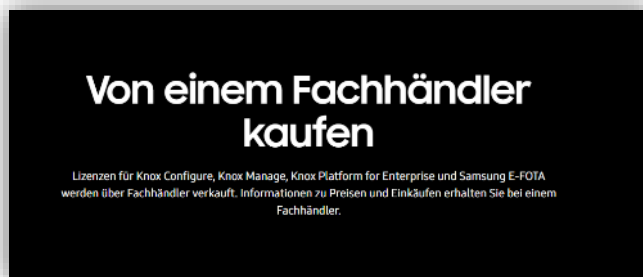 Von einem Fachhändler
kaufen
Lizenzen für Knox Configure, Knox Manage, Knox Platform for Enterprise und Samsung E-FOTA
werden über Fachhändler verkauft. Informationen zu Preisen und Einkäufen erhalten Sie bei einem
Fachhändler.